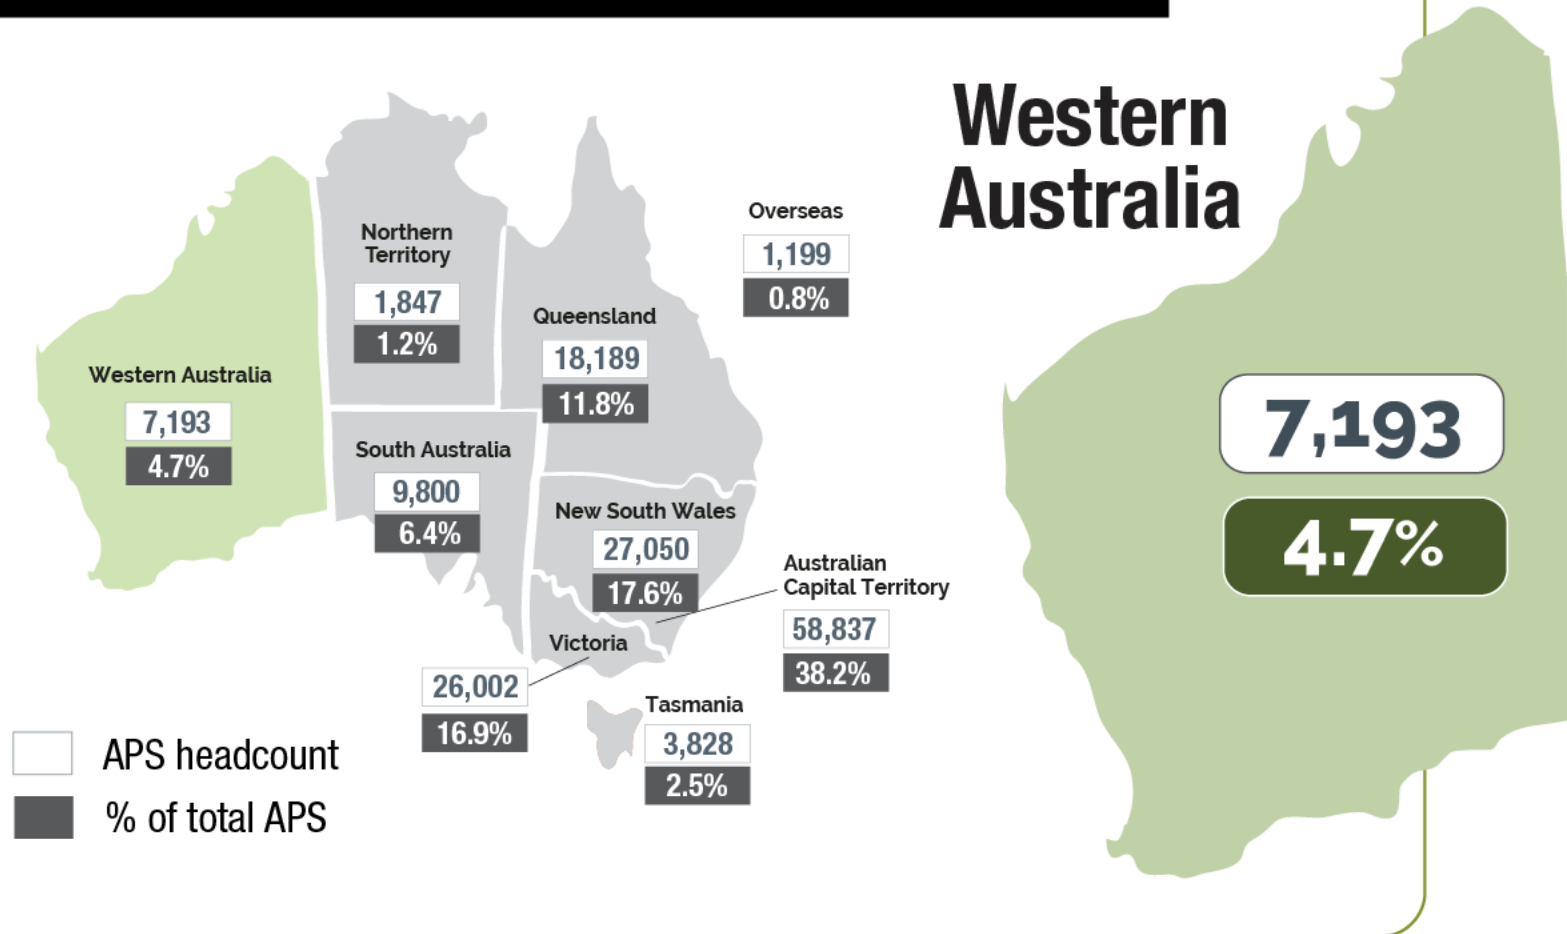 Western
Australia
Northern
Territory
1,847
1.2%
Overseas
1,199
0.8%
Queensland
18,189
11.8%
Western Australia
7,193
4.7%
South Australia
9,800
6.4%
New South Wales
27,050
17.6%
Australian
Capital Territory
58,837
38.2%
Victoria
26,002
16.9%
Tasmania
3,828
2.5%
APS headcount
% of total APS
7,193
4.7%